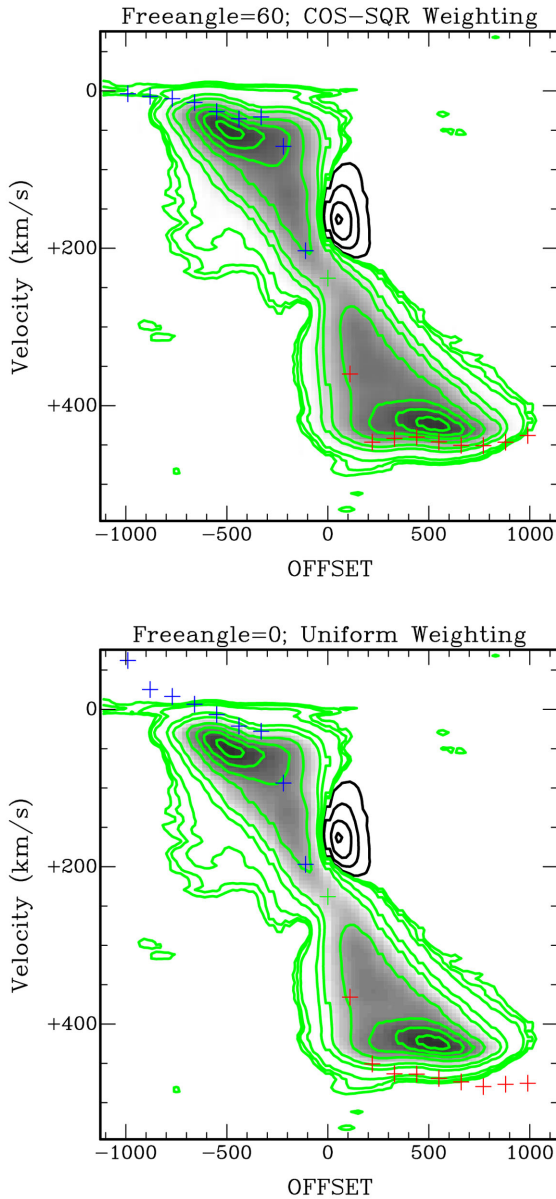 Freeangle=60; COS-SQR Weighting
0
+200
+400
Velocity (km/s)
-1000 -500 0 500 1000
OFFSET
Freeangle=0; Uniform Weighting
0
+200
+400
Velocity (km/s)
-1000 -500 0 500 1000
OFFSET